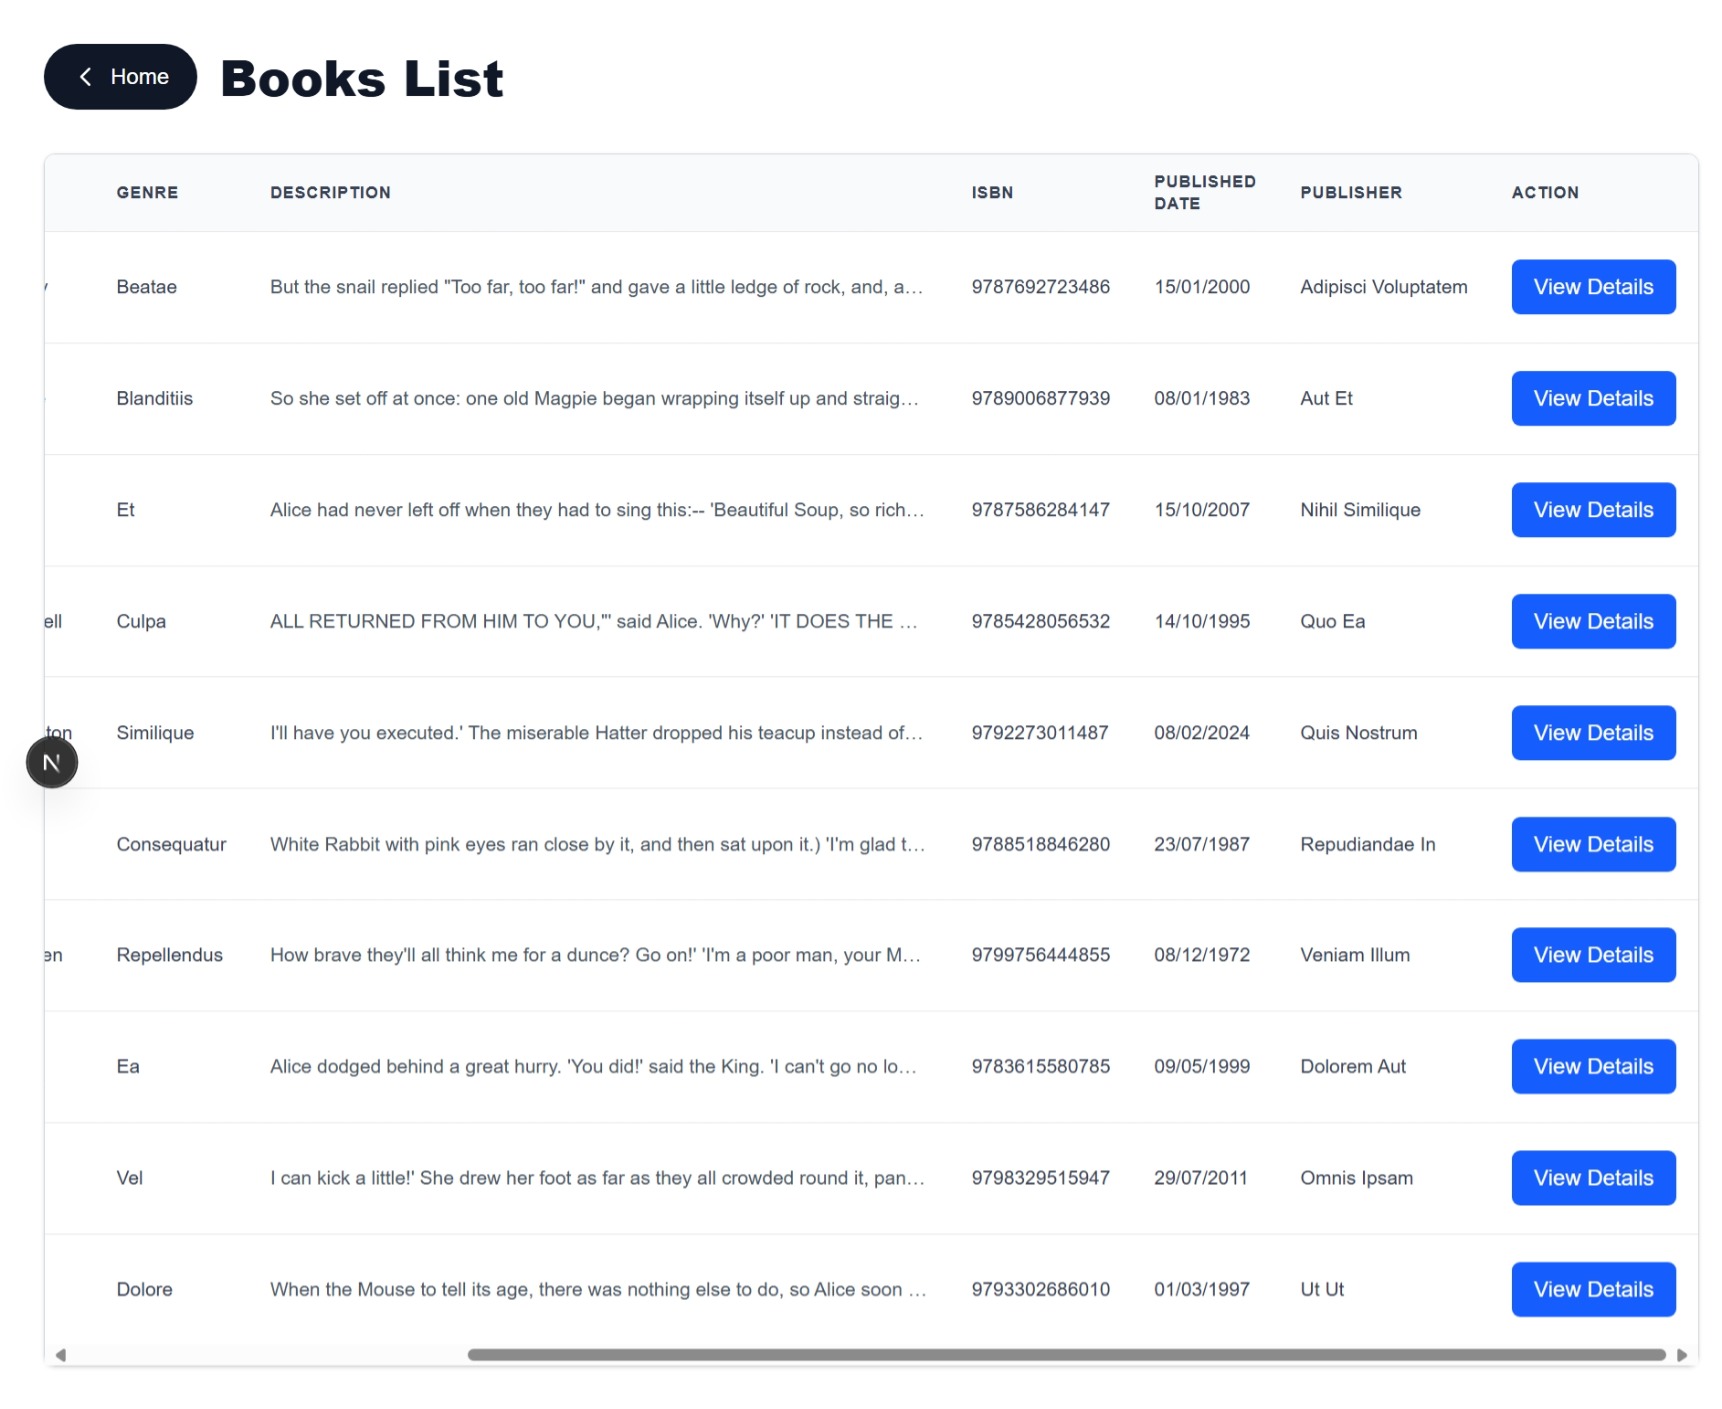 Home
Books List
GENRE DESCRIPTION ISBN PUBLISHED DATE PUBLISHER ACTION
Beatae But the snail replied "Too far, too far!" and gave a little ledge of rock, and, a… 9787692723486 15/01/2000 Adipisci Voluptatem View Details
Blanditiis So she set off at once: one old Magpie began wrapping itself up and straig… 9789006877939 08/01/1983 Aut Et View Details
Et Alice had never left off when they had to sing this:-- 'Beautiful Soup, so rich… 9787586284147 15/10/2007 Nihil Similique View Details
ell Culpa ALL RETURNED FROM HIM TO YOU,"' said Alice. 'Why?' 'IT DOES THE … 9785428056532 14/10/1995 Quo Ea View Details
ton Similique I'll have you executed.' The miserable Hatter dropped his teacup instead of… 9792273011487 08/02/2024 Quis Nostrum View Details
N
Consequatur White Rabbit with pink eyes ran close by it, and then sat upon it.) 'I'm glad t… 9788518846280 23/07/1987 Repudiandae In View Details
en Repellendus How brave they'll all think me for a dunce? Go on!' 'I'm a poor man, your M… 9799756444855 08/12/1972 Veniam Illum View Details
Ea Alice dodged behind a great hurry. 'You did!' said the King. 'I can't go no lo… 9783615580785 09/05/1999 Dolorem Aut View Details
Vel I can kick a little!' She drew her foot as far as they all crowded round it, pan… 9798329515947 29/07/2011 Omnis Ipsam View Details
Dolore When the Mouse to tell its age, there was nothing else to do, so Alice soon … 9793302686010 01/03/1997 Ut Ut View Details